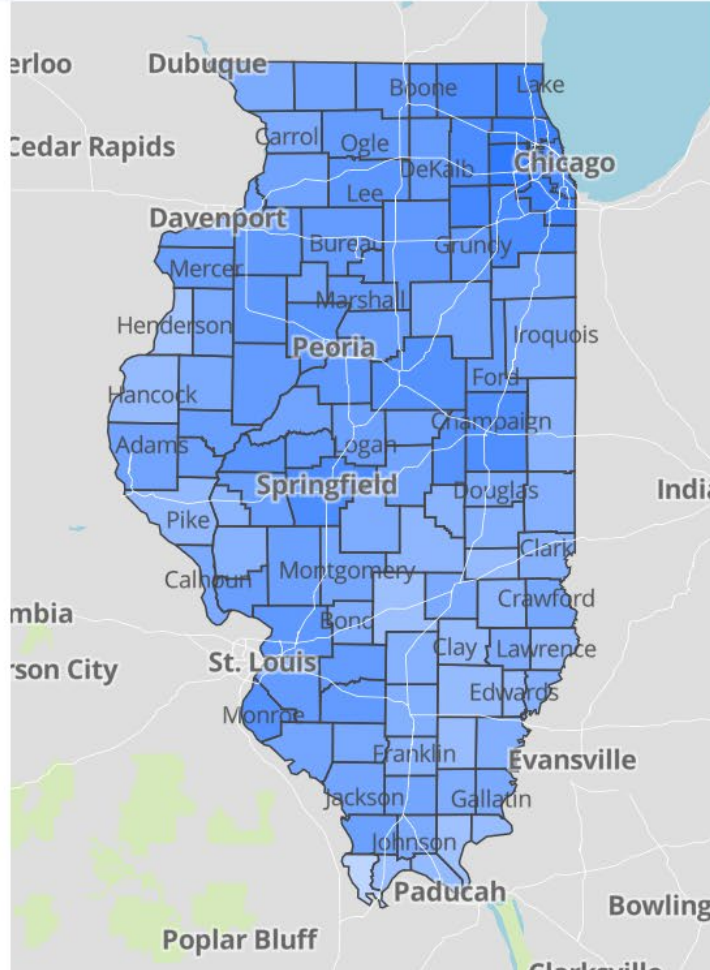 erloo
Dubuque
Boone
Lake
Carrol
Ogle
Cedar Rapids
DeKalb
Chicago
Lee
Davenport
Bureau
Grundy
Mercer
Marshall
Henderson
Iroquois
Peoria
Ford
Hancock
Champaign
Adams
Logan
Springfield
Douglas
India
Pike
Clark
Calhoun
Montgomery
Crawford
mbia
Bond
Clay
Lawrence
St. Louis
rson City
Edwards
Monroe
Franklin
Evansville
Jackson
Gallatin
Johnson
Paducah
Bowling
Poplar Bluff
Clarksville